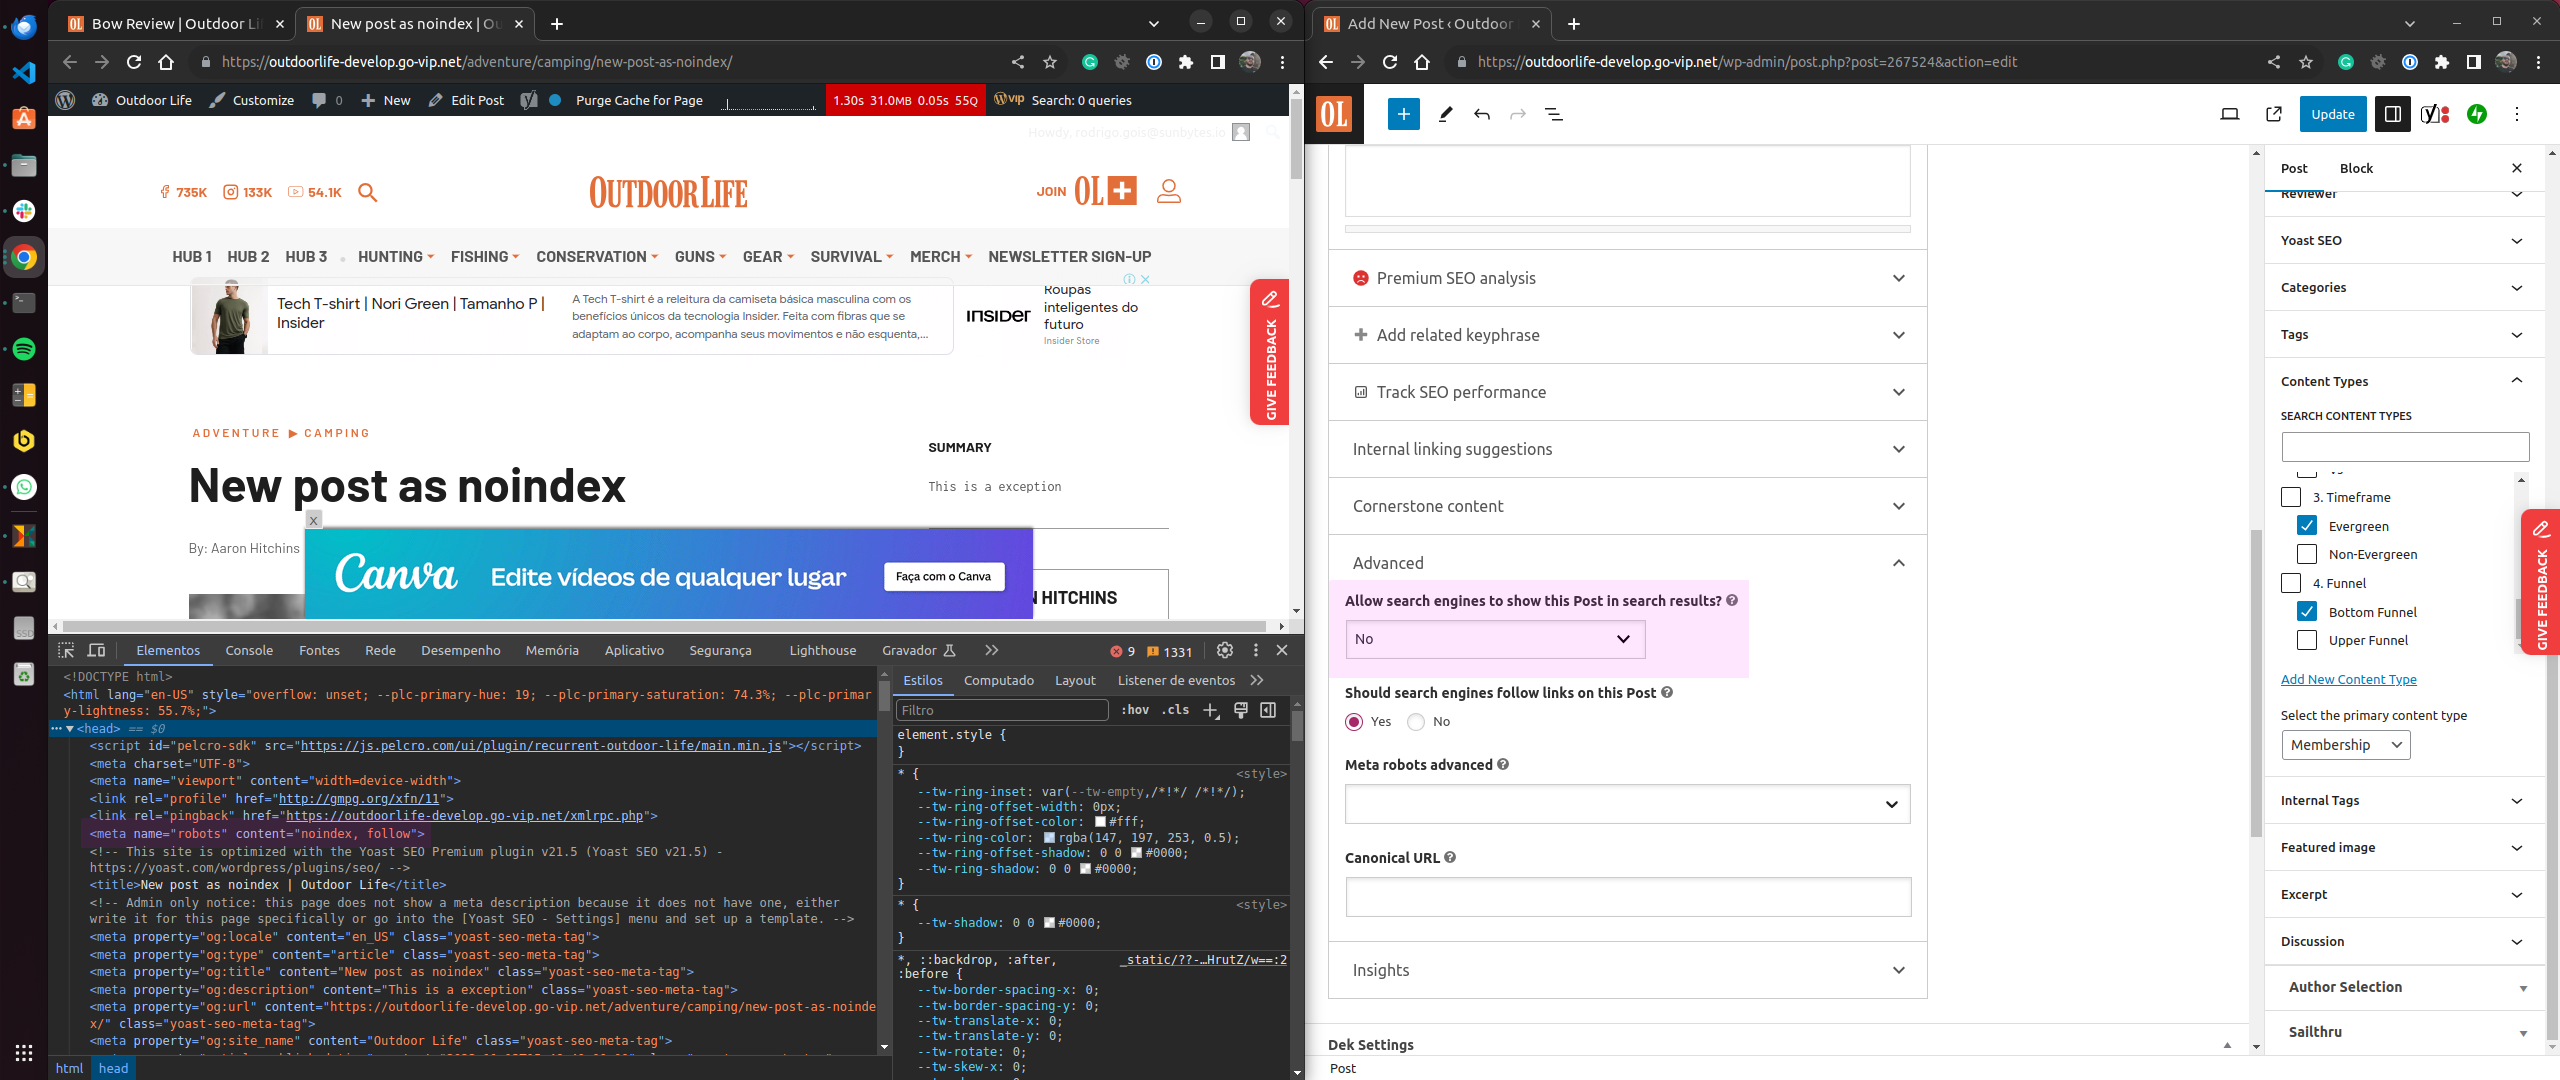 Bow Review | Outdoor Li
New post as noindex | Ou
https://outdoorlife-develop.go-vip.net/adventure/camping/new-post-as-noindex/
Outdoor Life
Customize
0
New
Edit Post
Purge Cache for Page
1.30s 31.0MB 0.05s 55Q
VIP Search: 0 queries
Howdy, rodrigo.gois@sunbytes.io
735K
133K
54.1K
OUTDOOR LIFE
JOIN OL+
HUB 1
HUB 2
HUB 3
HUNTING
FISHING
CONSERVATION
GUNS
GEAR
SURVIVAL
MERCH
NEWSLETTER SIGN-UP
Tech T-shirt | Nori Green | Tamanho P |
Insider
A Tech T-shirt é a releitura da camiseta básica masculina com os
benefícios únicos da tecnologia Insider. Feita com fibras que se
adaptam ao corpo, acompanha seus movimentos e não esquenta,...
INSIDER
Roupas
inteligentes do
futuro
Insider Store
GIVE FEEDBACK
ADVENTURE ▶ CAMPING
New post as noindex
By: Aaron Hitchins
SUMMARY
This is a exception
X
Canva
Edite vídeos de qualquer lugar
Faça com o Canva
N HITCHINS
Elementos
Console
Fontes
Rede
Desempenho
Memória
Aplicativo
Segurança
Lighthouse
Gravador
9
1331
<!DOCTYPE html>
<html lang="en-US" style="overflow: unset; --plc-primary-hue: 19; --plc-primary-saturation: 74.3%; --plc-primar
y-lightness: 55.7%;">
<head> == $0
<script id="pelcro-sdk" src="https://js.pelcro.com/ui/plugin/recurrent-outdoor-life/main.min.js"></script>
<meta charset="UTF-8">
<meta name="viewport" content="width=device-width">
<link rel="profile" href="http://gmpg.org/xfn/11">
<link rel="pingback" href="https://outdoorlife-develop.go-vip.net/xmlrpc.php">
<meta name="robots" content="noindex, follow">
<!-- This site is optimized with the Yoast SEO Premium plugin v21.5 (Yoast SEO v21.5) -
https://yoast.com/wordpress/plugins/seo/ -->
<title>New post as noindex | Outdoor Life</title>
<!-- Admin only notice: this page does not show a meta description because it does not have one, either
write it for this page specifically or go into the [Yoast SEO - Settings] menu and set up a template. -->
<meta property="og:locale" content="en_US" class="yoast-seo-meta-tag">
<meta property="og:type" content="article" class="yoast-seo-meta-tag">
<meta property="og:title" content="New post as noindex" class="yoast-seo-meta-tag">
<meta property="og:description" content="This is a exception" class="yoast-seo-meta-tag">
<meta property="og:url" content="https://outdoorlife-develop.go-vip.net/adventure/camping/new-post-as-noinde
x/" class="yoast-seo-meta-tag">
<meta property="og:site_name" content="Outdoor Life" class="yoast-seo-meta-tag">
html
head
Estilos
Computado
Layout
Listener de eventos
Filtro
:hov
.cls
element.style {
}
* {
<style>
--tw-ring-inset: var(--tw-empty,/*!*/ /*!*/);
--tw-ring-offset-width: 0px;
--tw-ring-offset-color: #fff;
--tw-ring-color: rgba(147, 197, 253, 0.5);
--tw-ring-offset-shadow: 0 0 #0000;
--tw-ring-shadow: 0 0 #0000;
}
* {
<style>
--tw-shadow: 0 0 #0000;
}
*, ::backdrop, :after,
:before {
_static/??-…HrutZ/w==:2
--tw-border-spacing-x: 0;
--tw-border-spacing-y: 0;
--tw-translate-x: 0;
--tw-translate-y: 0;
--tw-rotate: 0;
--tw-skew-x: 0;
Add New Post ‹ Outdoor
https://outdoorlife-develop.go-vip.net/wp-admin/post.php?post=267524&action=edit
OL
Update
Premium SEO analysis
Add related keyphrase
Track SEO performance
Internal linking suggestions
Cornerstone content
Advanced
Allow search engines to show this Post in search results?
No
Should search engines follow links on this Post
Yes
No
Meta robots advanced
Canonical URL
Insights
Dek Settings
Post
Post
Block
Reviewer
Yoast SEO
Categories
Tags
Content Types
SEARCH CONTENT TYPES
3. Timeframe
Evergreen
Non-Evergreen
4. Funnel
Bottom Funnel
Upper Funnel
Add New Content Type
Select the primary content type
Membership
Internal Tags
Featured image
Excerpt
Discussion
Author Selection
Sailthru
GIVE FEEDBACK